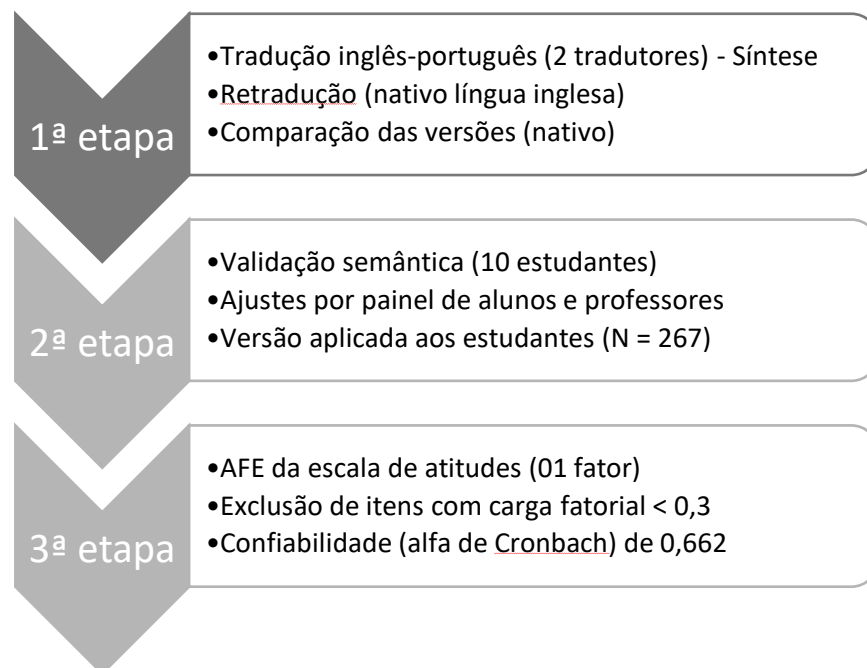 1ª etapa
•Tradução inglês-português (2 tradutores) - Síntese
•Retradução (nativo língua inglesa)
•Comparação das versões (nativo)
2ª etapa
•Validação semântica (10 estudantes)
•Ajustes por painel de alunos e professores
•Versão aplicada aos estudantes (N = 267)
3ª etapa
•AFE da escala de atitudes (01 fator)
•Exclusão de itens com carga fatorial < 0,3
•Confiabilidade (alfa de Cronbach) de 0,662